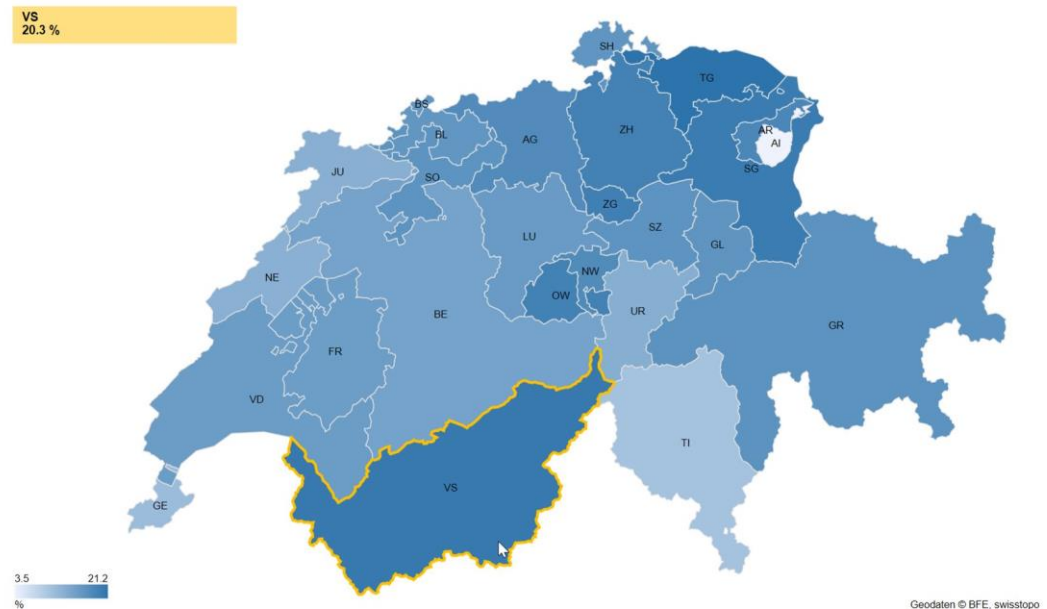 VS
20.3 %
SH
TG
BS
BL
AG
ZH
AR
AI
JU
SO
SG
ZG
LU
SZ
GL
NE
NW
OW
UR
BE
GR
FR
VD
TI
VS
GE
3.5 21.2
%
Geodaten © BFE, swisstopo